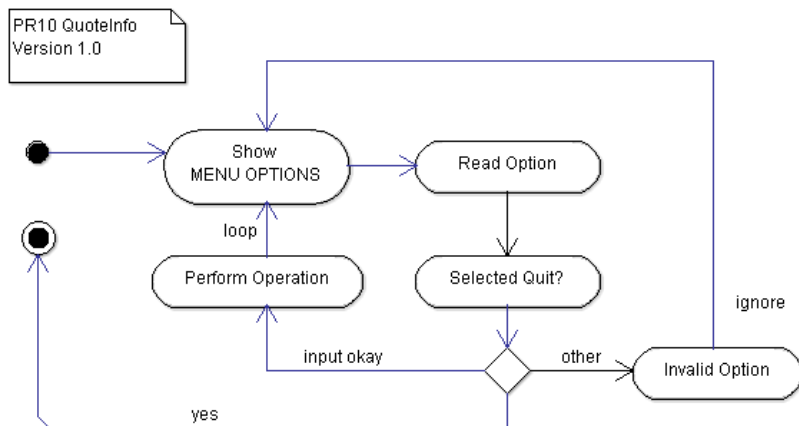 PR10 QuoteInfo
Version 1.0
Show
MENU OPTIONS
Read Option
loop
Perform Operation
Selected Quit?
ignore
input okay
other
Invalid Option
yes